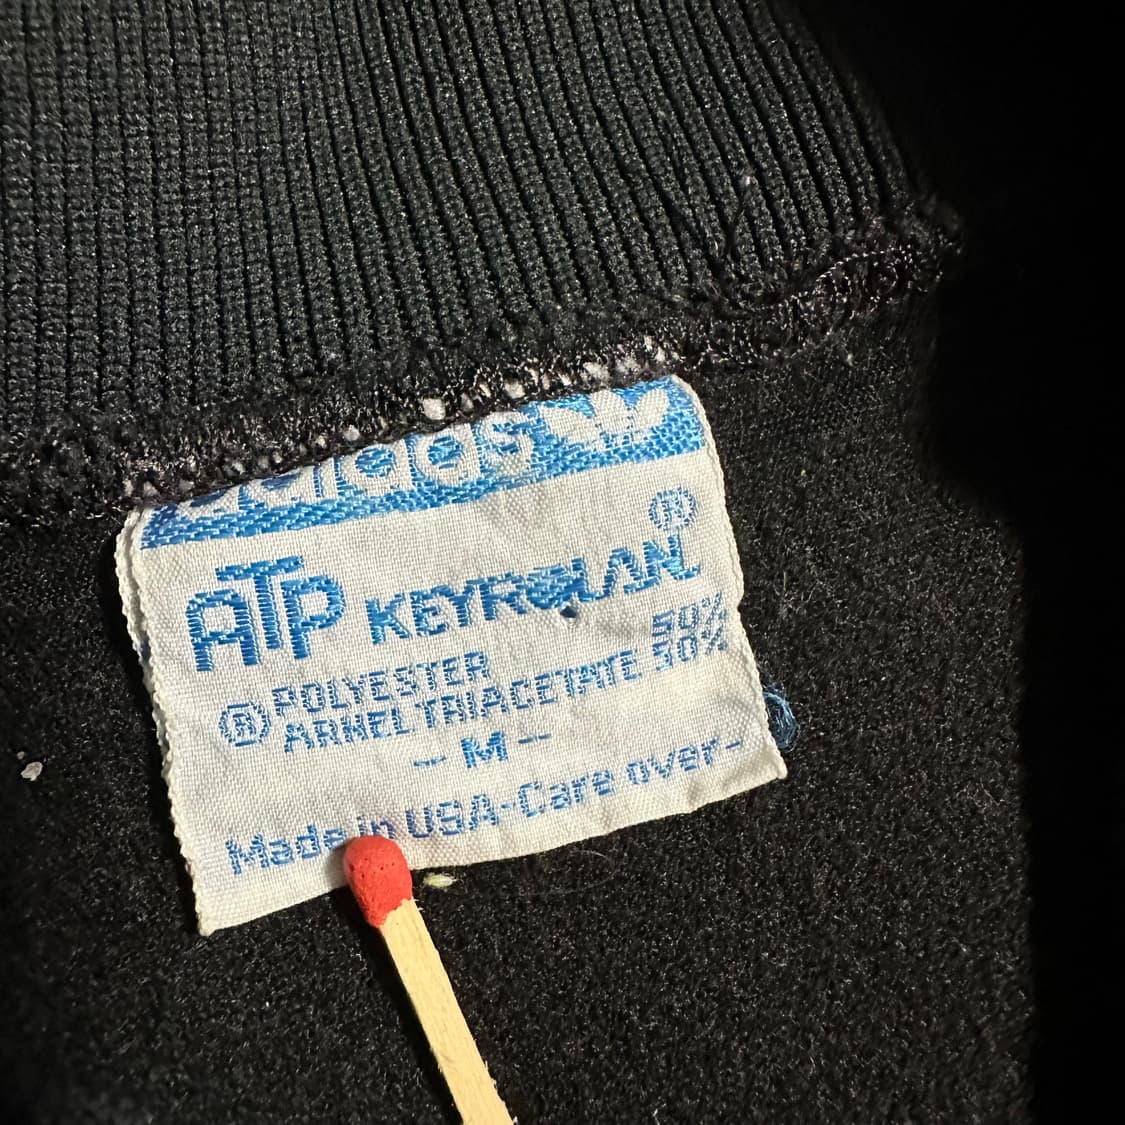 adidas
ATP KEYROLAN®
® POLYESTER 50%
ARNEL TRIACETATE 50%
-- M --
Made in USA-Care over-